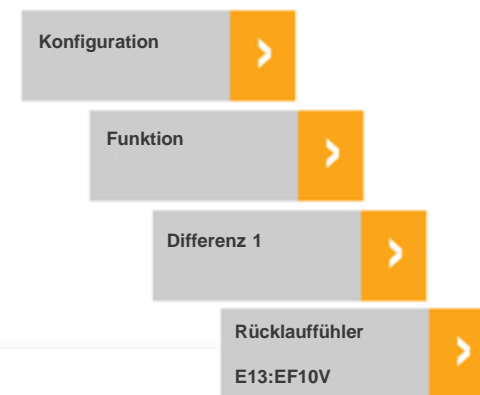 Konfiguration
Funktion
Differenz 1
Rücklauffühler
E13:EF10V